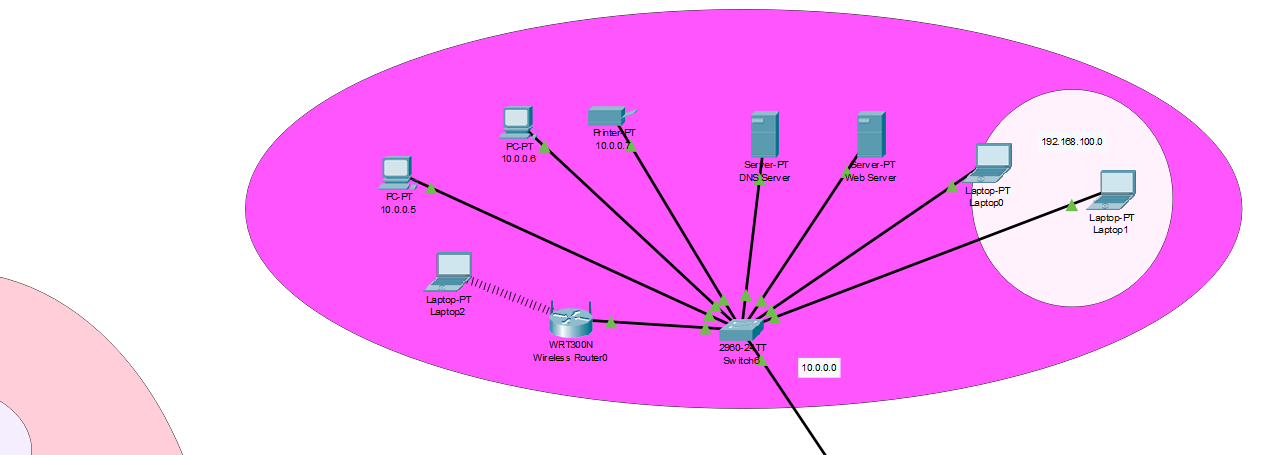 PC-PT
10.0.0.6
Printer-PT
10.0.0.7
Server-PT
DNS Server
Server-PT
Web Server
192.168.100.0
Laptop-PT
Laptop0
Laptop-PT
Laptop1
PC-PT
10.0.0.5
Laptop-PT
Laptop2
WRT300N
Wireless Router0
2960-24TT
10.0.0.0